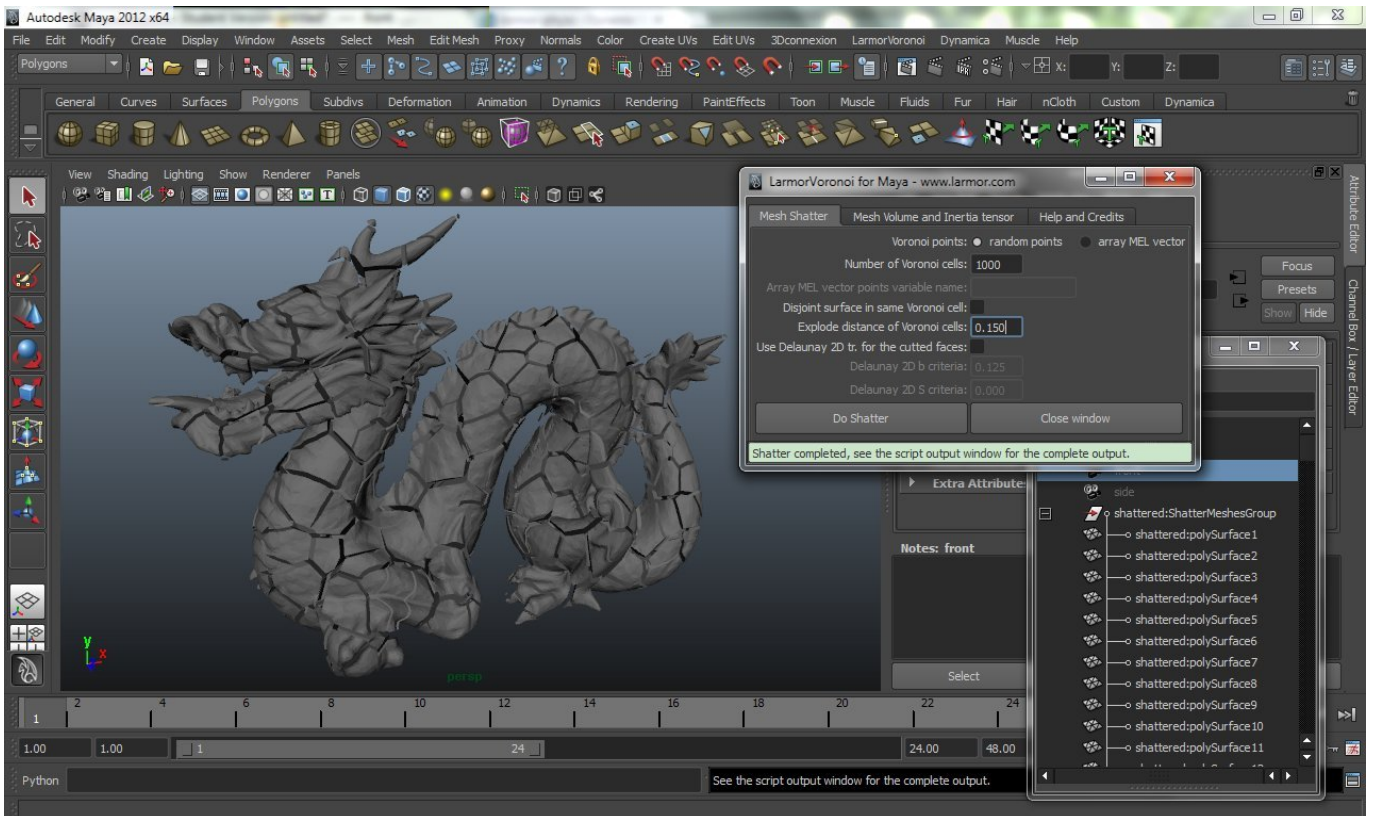 Autodesk Maya 2012 x64
File Edit Modify Create Display Window Assets Select Mesh Edit Mesh Proxy Normals Color Create UVs Edit UVs 3Dconnexion LarmorVoronoi Dynamica Muscle Help
Polygons X: Y: Z:
General Curves Surfaces Polygons Subdivs Deformation Animation Dynamics Rendering PaintEffects Toon Muscle Fluids Fur Hair nCloth Custom Dynamica
View Shading Lighting Show Renderer Panels
persp
y
x
LarmorVoronoi for Maya - www.larmor.com
Mesh Shatter Mesh Volume and Inertia tensor Help and Credits
Voronoi points: random points array MEL vector
Number of Voronoi cells: 1000
Array MEL vector points variable name:
Disjoint surface in same Voronoi cell:
Explode distance of Voronoi cells: 0.150
Use Delaunay 2D tr. for the cutted faces:
Delaunay 2D b criteria: 0.125
Delaunay 2D S criteria: 0.000
Do Shatter Close window
Shatter completed, see the script output window for the complete output.
Focus
Presets
Show Hide
Attribute Editor
Channel Box / Layer Editor
Extra Attribute
Notes: front
Select
side
shattered:ShatterMeshesGroup
shattered:polySurface1
shattered:polySurface2
shattered:polySurface3
shattered:polySurface4
shattered:polySurface5
shattered:polySurface6
shattered:polySurface7
shattered:polySurface8
shattered:polySurface9
shattered:polySurface10
shattered:polySurface11
1 2 4 6 8 10 12 14 16 18 20 22 24
1.00 1.00 1 24 24.00 48.00
Python See the script output window for the complete output.